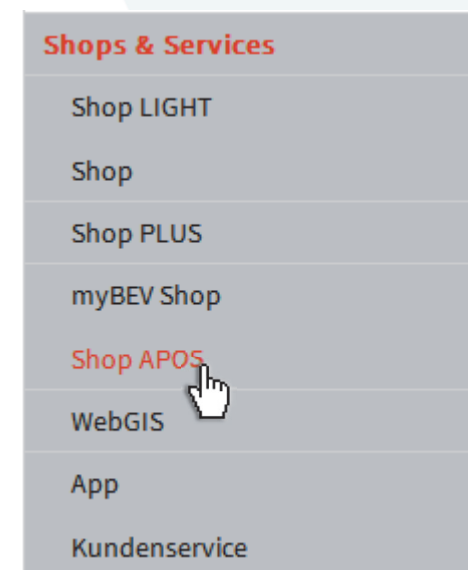 Shops & Services
Shop LIGHT
Shop
Shop PLUS
myBEV Shop
Shop APOS
WebGIS
App
Kundenservice